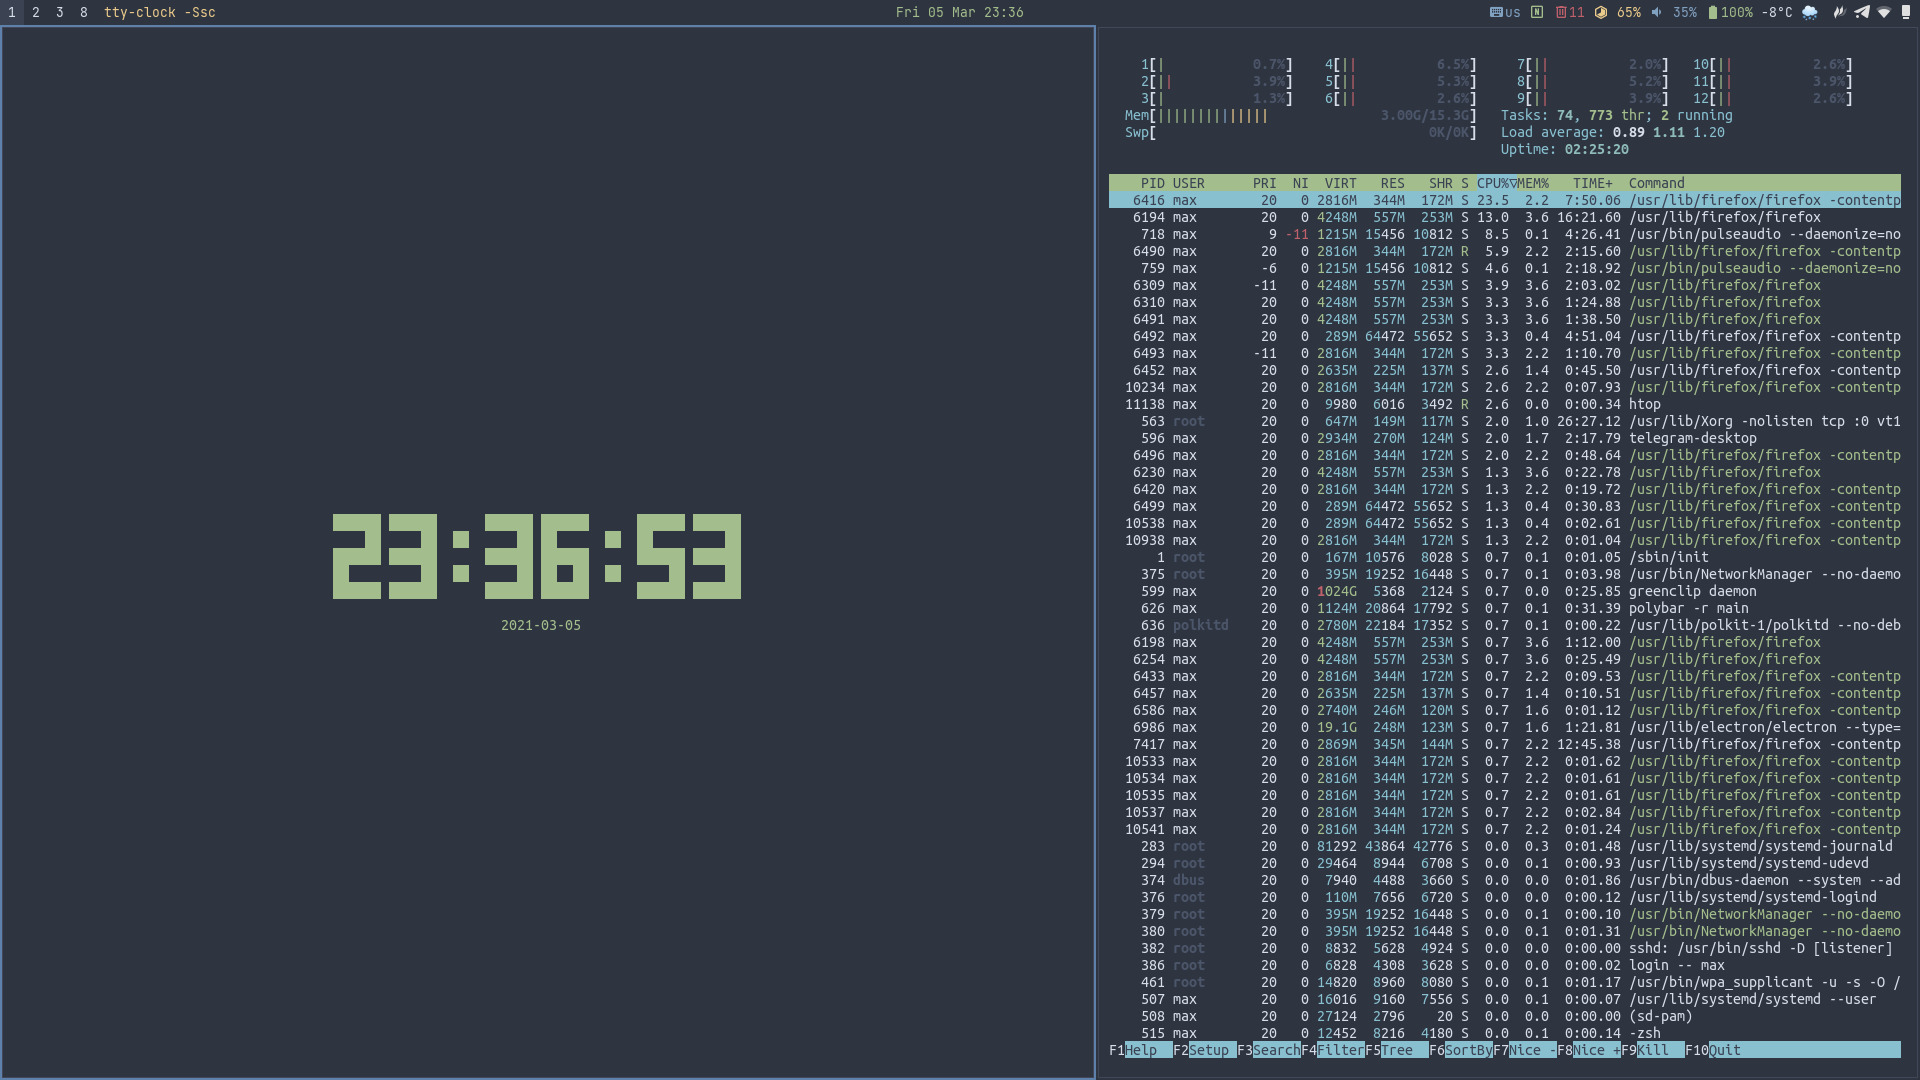 1 2 3 8 tty-clock -Ssc Fri 05 Mar 23:36 us N 11 65% 35% 100% -8°C
1[| 0.7%] 4[|| 6.5%] 7[|| 2.0%] 10[|| 2.6%]
2[|| 3.9%] 5[|| 5.3%] 8[|| 5.2%] 11[|| 3.9%]
3[| 1.3%] 6[|| 2.6%] 9[|| 3.9%] 12[|| 2.6%]
Mem[|||||||||||||| 3.00G/15.3G] Tasks: 74, 773 thr; 2 running
Swp[ 0K/0K] Load average: 0.89 1.11 1.20
Uptime: 02:25:20
PID USER PRI NI VIRT RES SHR S CPU%▽MEM% TIME+ Command
6416 max 20 0 2816M 344M 172M S 23.5 2.2 7:50.06 /usr/lib/firefox/firefox -contentp
6194 max 20 0 4248M 557M 253M S 13.0 3.6 16:21.60 /usr/lib/firefox/firefox
718 max 9 -11 1215M 15456 10812 S 8.5 0.1 4:26.41 /usr/bin/pulseaudio --daemonize=no
6490 max 20 0 2816M 344M 172M R 5.9 2.2 2:15.60 /usr/lib/firefox/firefox -contentp
759 max -6 0 1215M 15456 10812 S 4.6 0.1 2:18.92 /usr/bin/pulseaudio --daemonize=no
6309 max -11 0 4248M 557M 253M S 3.9 3.6 2:03.02 /usr/lib/firefox/firefox
6310 max 20 0 4248M 557M 253M S 3.3 3.6 1:24.88 /usr/lib/firefox/firefox
6491 max 20 0 4248M 557M 253M S 3.3 3.6 1:38.50 /usr/lib/firefox/firefox
6492 max 20 0 289M 64472 55652 S 3.3 0.4 4:51.04 /usr/lib/firefox/firefox -contentp
6493 max -11 0 2816M 344M 172M S 3.3 2.2 1:10.70 /usr/lib/firefox/firefox -contentp
6452 max 20 0 2635M 225M 137M S 2.6 1.4 0:45.50 /usr/lib/firefox/firefox -contentp
10234 max 20 0 2816M 344M 172M S 2.6 2.2 0:07.93 /usr/lib/firefox/firefox -contentp
11138 max 20 0 9980 6016 3492 R 2.6 0.0 0:00.34 htop
563 root 20 0 647M 149M 117M S 2.0 1.0 26:27.12 /usr/lib/Xorg -nolisten tcp :0 vt1
596 max 20 0 2934M 270M 124M S 2.0 1.7 2:17.79 telegram-desktop
6496 max 20 0 2816M 344M 172M S 2.0 2.2 0:48.64 /usr/lib/firefox/firefox -contentp
6230 max 20 0 4248M 557M 253M S 1.3 3.6 0:22.78 /usr/lib/firefox/firefox
6420 max 20 0 2816M 344M 172M S 1.3 2.2 0:19.72 /usr/lib/firefox/firefox -contentp
6499 max 20 0 289M 64472 55652 S 1.3 0.4 0:30.83 /usr/lib/firefox/firefox -contentp
10538 max 20 0 289M 64472 55652 S 1.3 0.4 0:02.61 /usr/lib/firefox/firefox -contentp
10938 max 20 0 2816M 344M 172M S 1.3 2.2 0:01.04 /usr/lib/firefox/firefox -contentp
1 root 20 0 167M 10576 8028 S 0.7 0.1 0:01.05 /sbin/init
375 root 20 0 395M 19252 16448 S 0.7 0.1 0:03.98 /usr/bin/NetworkManager --no-daemo
599 max 20 0 1024G 5368 2124 S 0.7 0.0 0:25.85 greenclip daemon
626 max 20 0 1124M 20864 17792 S 0.7 0.1 0:31.39 polybar -r main
636 polkitd 20 0 2780M 22184 17352 S 0.7 0.1 0:00.22 /usr/lib/polkit-1/polkitd --no-deb
6198 max 20 0 4248M 557M 253M S 0.7 3.6 1:12.00 /usr/lib/firefox/firefox
6254 max 20 0 4248M 557M 253M S 0.7 3.6 0:25.49 /usr/lib/firefox/firefox
6433 max 20 0 2816M 344M 172M S 0.7 2.2 0:09.53 /usr/lib/firefox/firefox -contentp
6457 max 20 0 2635M 225M 137M S 0.7 1.4 0:10.51 /usr/lib/firefox/firefox -contentp
6586 max 20 0 2740M 246M 120M S 0.7 1.6 0:01.12 /usr/lib/firefox/firefox -contentp
6986 max 20 0 19.1G 248M 123M S 0.7 1.6 1:21.81 /usr/lib/electron/electron --type=
7417 max 20 0 2869M 345M 144M S 0.7 2.2 12:45.38 /usr/lib/firefox/firefox -contentp
10533 max 20 0 2816M 344M 172M S 0.7 2.2 0:01.62 /usr/lib/firefox/firefox -contentp
10534 max 20 0 2816M 344M 172M S 0.7 2.2 0:01.61 /usr/lib/firefox/firefox -contentp
10535 max 20 0 2816M 344M 172M S 0.7 2.2 0:01.61 /usr/lib/firefox/firefox -contentp
10537 max 20 0 2816M 344M 172M S 0.7 2.2 0:02.84 /usr/lib/firefox/firefox -contentp
10541 max 20 0 2816M 344M 172M S 0.7 2.2 0:01.24 /usr/lib/firefox/firefox -contentp
283 root 20 0 81292 43864 42776 S 0.0 0.3 0:01.48 /usr/lib/systemd/systemd-journald
294 root 20 0 29464 8944 6708 S 0.0 0.1 0:00.93 /usr/lib/systemd/systemd-udevd
374 dbus 20 0 7940 4488 3660 S 0.0 0.0 0:01.86 /usr/bin/dbus-daemon --system --ad
376 root 20 0 110M 7656 6720 S 0.0 0.0 0:00.12 /usr/lib/systemd/systemd-logind
379 root 20 0 395M 19252 16448 S 0.0 0.1 0:00.10 /usr/bin/NetworkManager --no-daemo
380 root 20 0 395M 19252 16448 S 0.0 0.1 0:01.31 /usr/bin/NetworkManager --no-daemo
382 root 20 0 8832 5628 4924 S 0.0 0.0 0:00.00 sshd: /usr/bin/sshd -D [listener]
386 root 20 0 6828 4308 3628 S 0.0 0.0 0:00.02 login -- max
461 root 20 0 14820 8960 8080 S 0.0 0.1 0:01.17 /usr/bin/wpa_supplicant -u -s -O /
507 max 20 0 16016 9160 7556 S 0.0 0.1 0:00.07 /usr/lib/systemd/systemd --user
508 max 20 0 27124 2796 20 S 0.0 0.0 0:00.00 (sd-pam)
515 max 20 0 12452 8216 4180 S 0.0 0.1 0:00.14 -zsh
F1Help F2Setup F3SearchF4FilterF5Tree F6SortByF7Nice -F8Nice +F9Kill F10Quit
23:36:53
2021-03-05